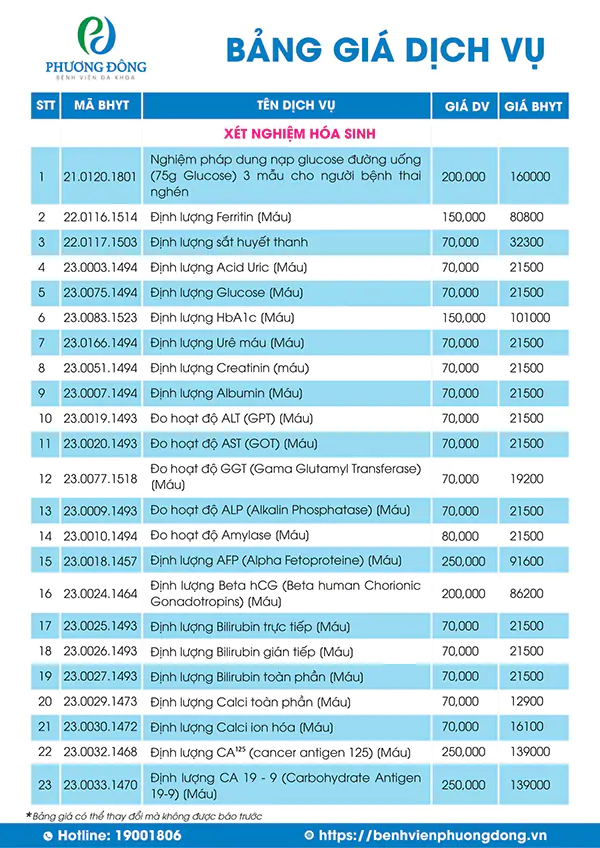 PHƯƠNG ĐÔNG
BỆNH VIỆN ĐA KHOA
BẢNG GIÁ DỊCH VỤ
STT MÃ BHYT TÊN DỊCH VỤ GIÁ DV GIÁ BHYT
XÉT NGHIỆM HÓA SINH
1 21.0120.1801 Nghiệm pháp dung nạp glucose đường uống
(75g Glucose) 3 mẫu cho người bệnh thai
nghén 200,000 160000
2 22.0116.1514 Định lượng Ferritin (Máu) 150,000 80800
3 22.0117.1503 Định lượng sắt huyết thanh 70,000 32300
4 23.0003.1494 Định lượng Acid Uric (Máu) 70,000 21500
5 23.0075.1494 Định lượng Glucose (Máu) 70,000 21500
6 23.0083.1523 Định lượng HbA1c (Máu) 150,000 101000
7 23.0166.1494 Định lượng Urê máu (Máu) 70,000 21500
8 23.0051.1494 Định lượng Creatinin (máu) 70,000 21500
9 23.0007.1494 Định lượng Albumin (Máu) 70,000 21500
10 23.0019.1493 Đo hoạt độ ALT (GPT) (Máu) 70,000 21500
11 23.0020.1493 Đo hoạt độ AST (GOT) (Máu) 70,000 21500
12 23.0077.1518 Đo hoạt độ GGT (Gama Glutamyl Transferase)
(Máu) 70,000 19200
13 23.0009.1493 Đo hoạt độ ALP (Alkalin Phosphatase) (Máu) 70,000 21500
14 23.0010.1494 Đo hoạt độ Amylase (Máu) 80,000 21500
15 23.0018.1457 Định lượng AFP (Alpha Fetoproteine) (Máu) 250,000 91600
16 23.0024.1464 Định lượng Beta hCG (Beta human Chorionic
Gonadotropins) (Máu) 200,000 86200
17 23.0025.1493 Định lượng Bilirubin trực tiếp (Máu) 70,000 21500
18 23.0026.1493 Định lượng Bilirubin gián tiếp (Máu) 70,000 21500
19 23.0027.1493 Định lượng Bilirubin toàn phần (Máu) 70,000 21500
20 23.0029.1473 Định lượng Calci toàn phần (Máu) 70,000 12900
21 23.0030.1472 Định lượng Calci ion hóa (Máu) 70,000 16100
22 23.0032.1468 Định lượng CA¹²⁵ (cancer antigen 125) (Máu) 250,000 139000
23 23.0033.1470 Định lượng CA 19 - 9 (Carbohydrate Antigen
19-9) (Máu) 250,000 139000
*Bảng giá có thể thay đổi mà không được báo trước
Hotline: 19001806 https://benhvienphuongdong.vn